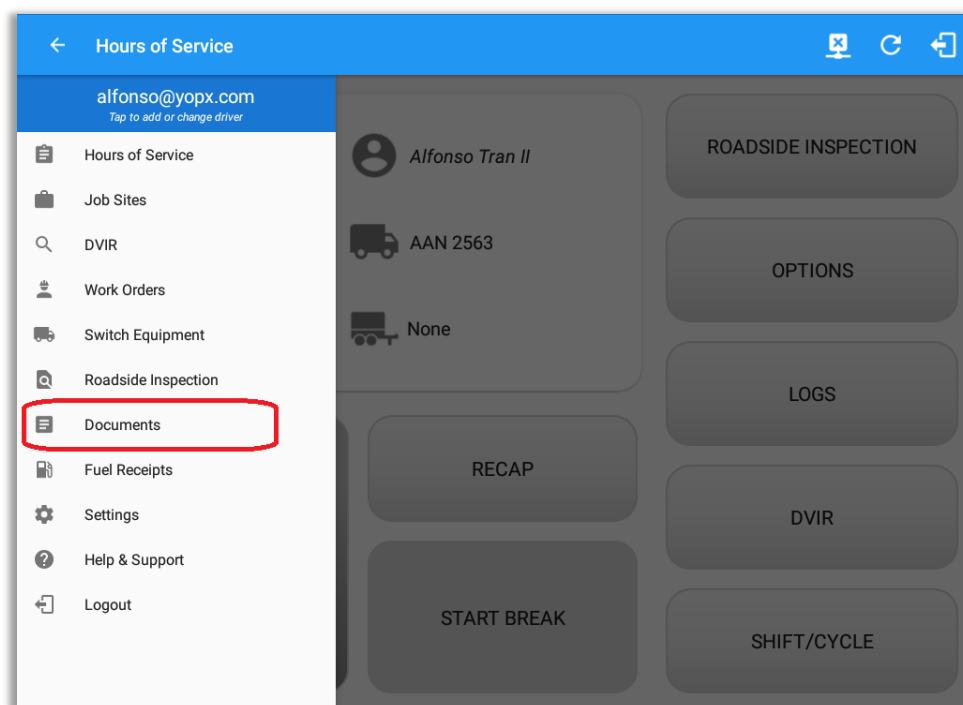 Hours of Service
alfonso@yopx.com
Tap to add or change driver
Hours of Service
Job Sites
DVIR
Work Orders
Switch Equipment
Roadside Inspection
Documents
Fuel Receipts
Settings
Help & Support
Logout
Alfonso Tran II
AAN 2563
None
RECAP
START BREAK
ROADSIDE INSPECTION
OPTIONS
LOGS
DVIR
SHIFT/CYCLE